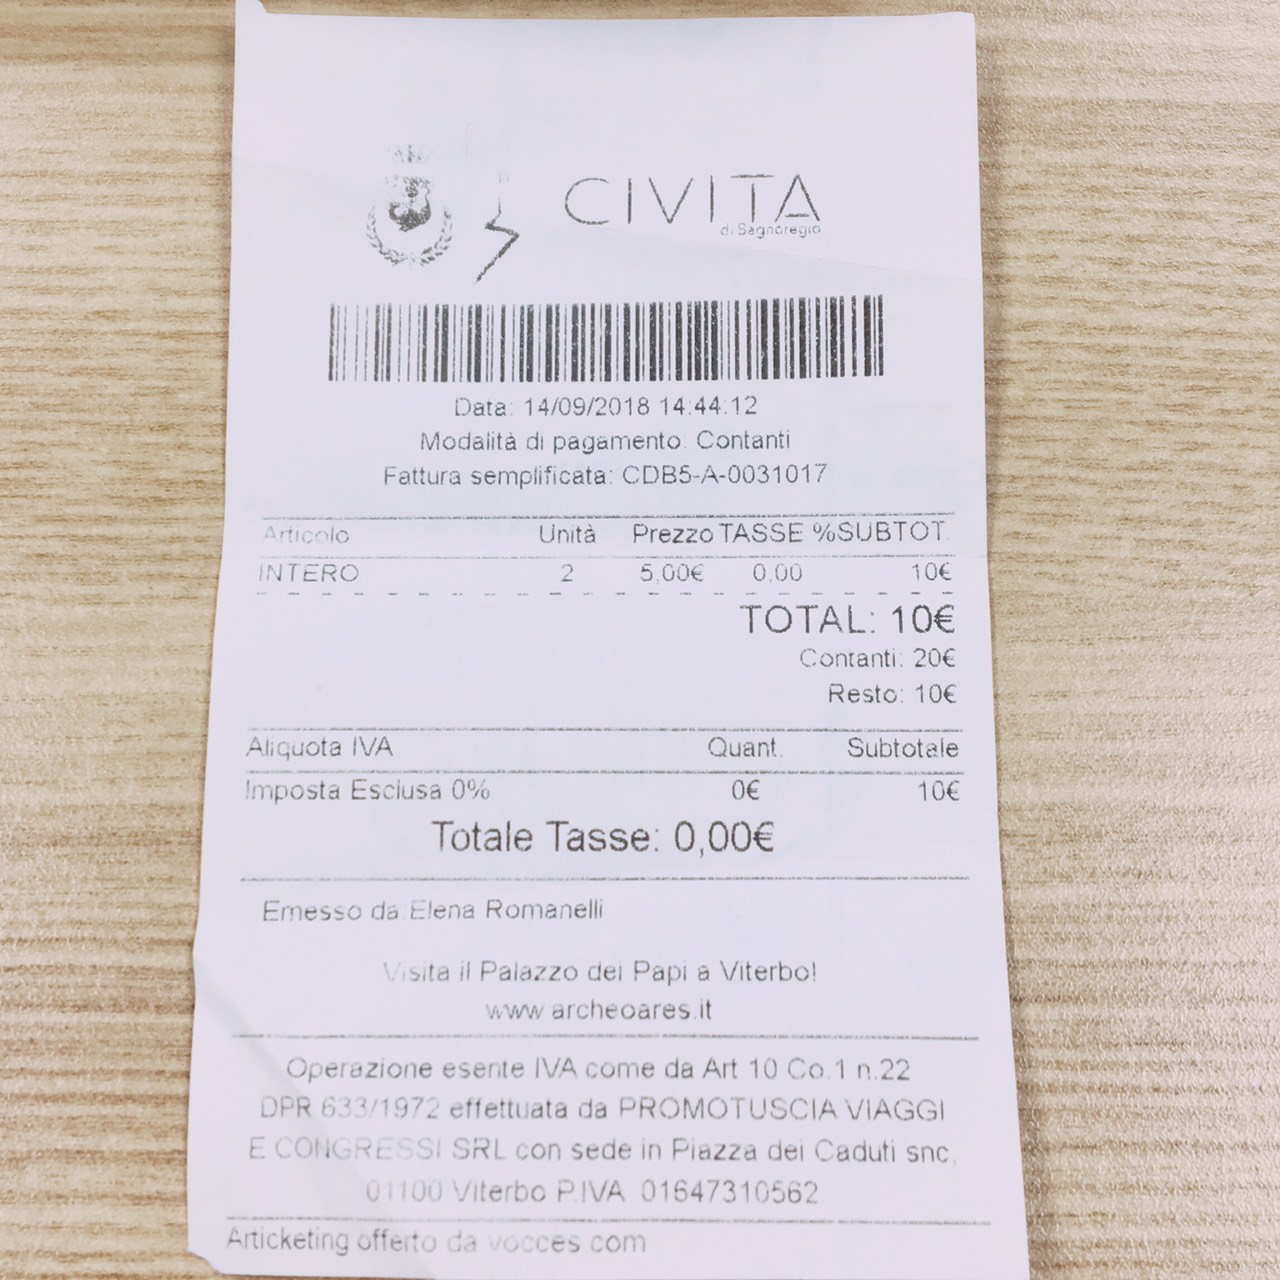 CIVITA
di Bagnoregio
Data: 14/09/2018 14:44:12
Modalità di pagamento: Contanti
Fattura semplificata: CDB5-A-0031017
Articolo Unità Prezzo TASSE %SUBTOT.
INTERO 2 5,00€ 0,00 10€
TOTAL: 10€
Contanti: 20€
Resto: 10€
Aliquota IVA Quant. Subtotale
Imposta Esclusa 0% 0€ 10€
Totale Tasse: 0,00€
Emesso da:Elena Romanelli
Visita il Palazzo dei Papi a Viterbo!
www.archeoares.it
Operazione esente IVA come da Art 10 Co.1 n.22
DPR 633/1972 effettuata da PROMOTUSCIA VIAGGI
E CONGRESSI SRL con sede in Piazza dei Caduti snc,
01100 Viterbo P.IVA 01647310562
Articketing offerto da vocces.com